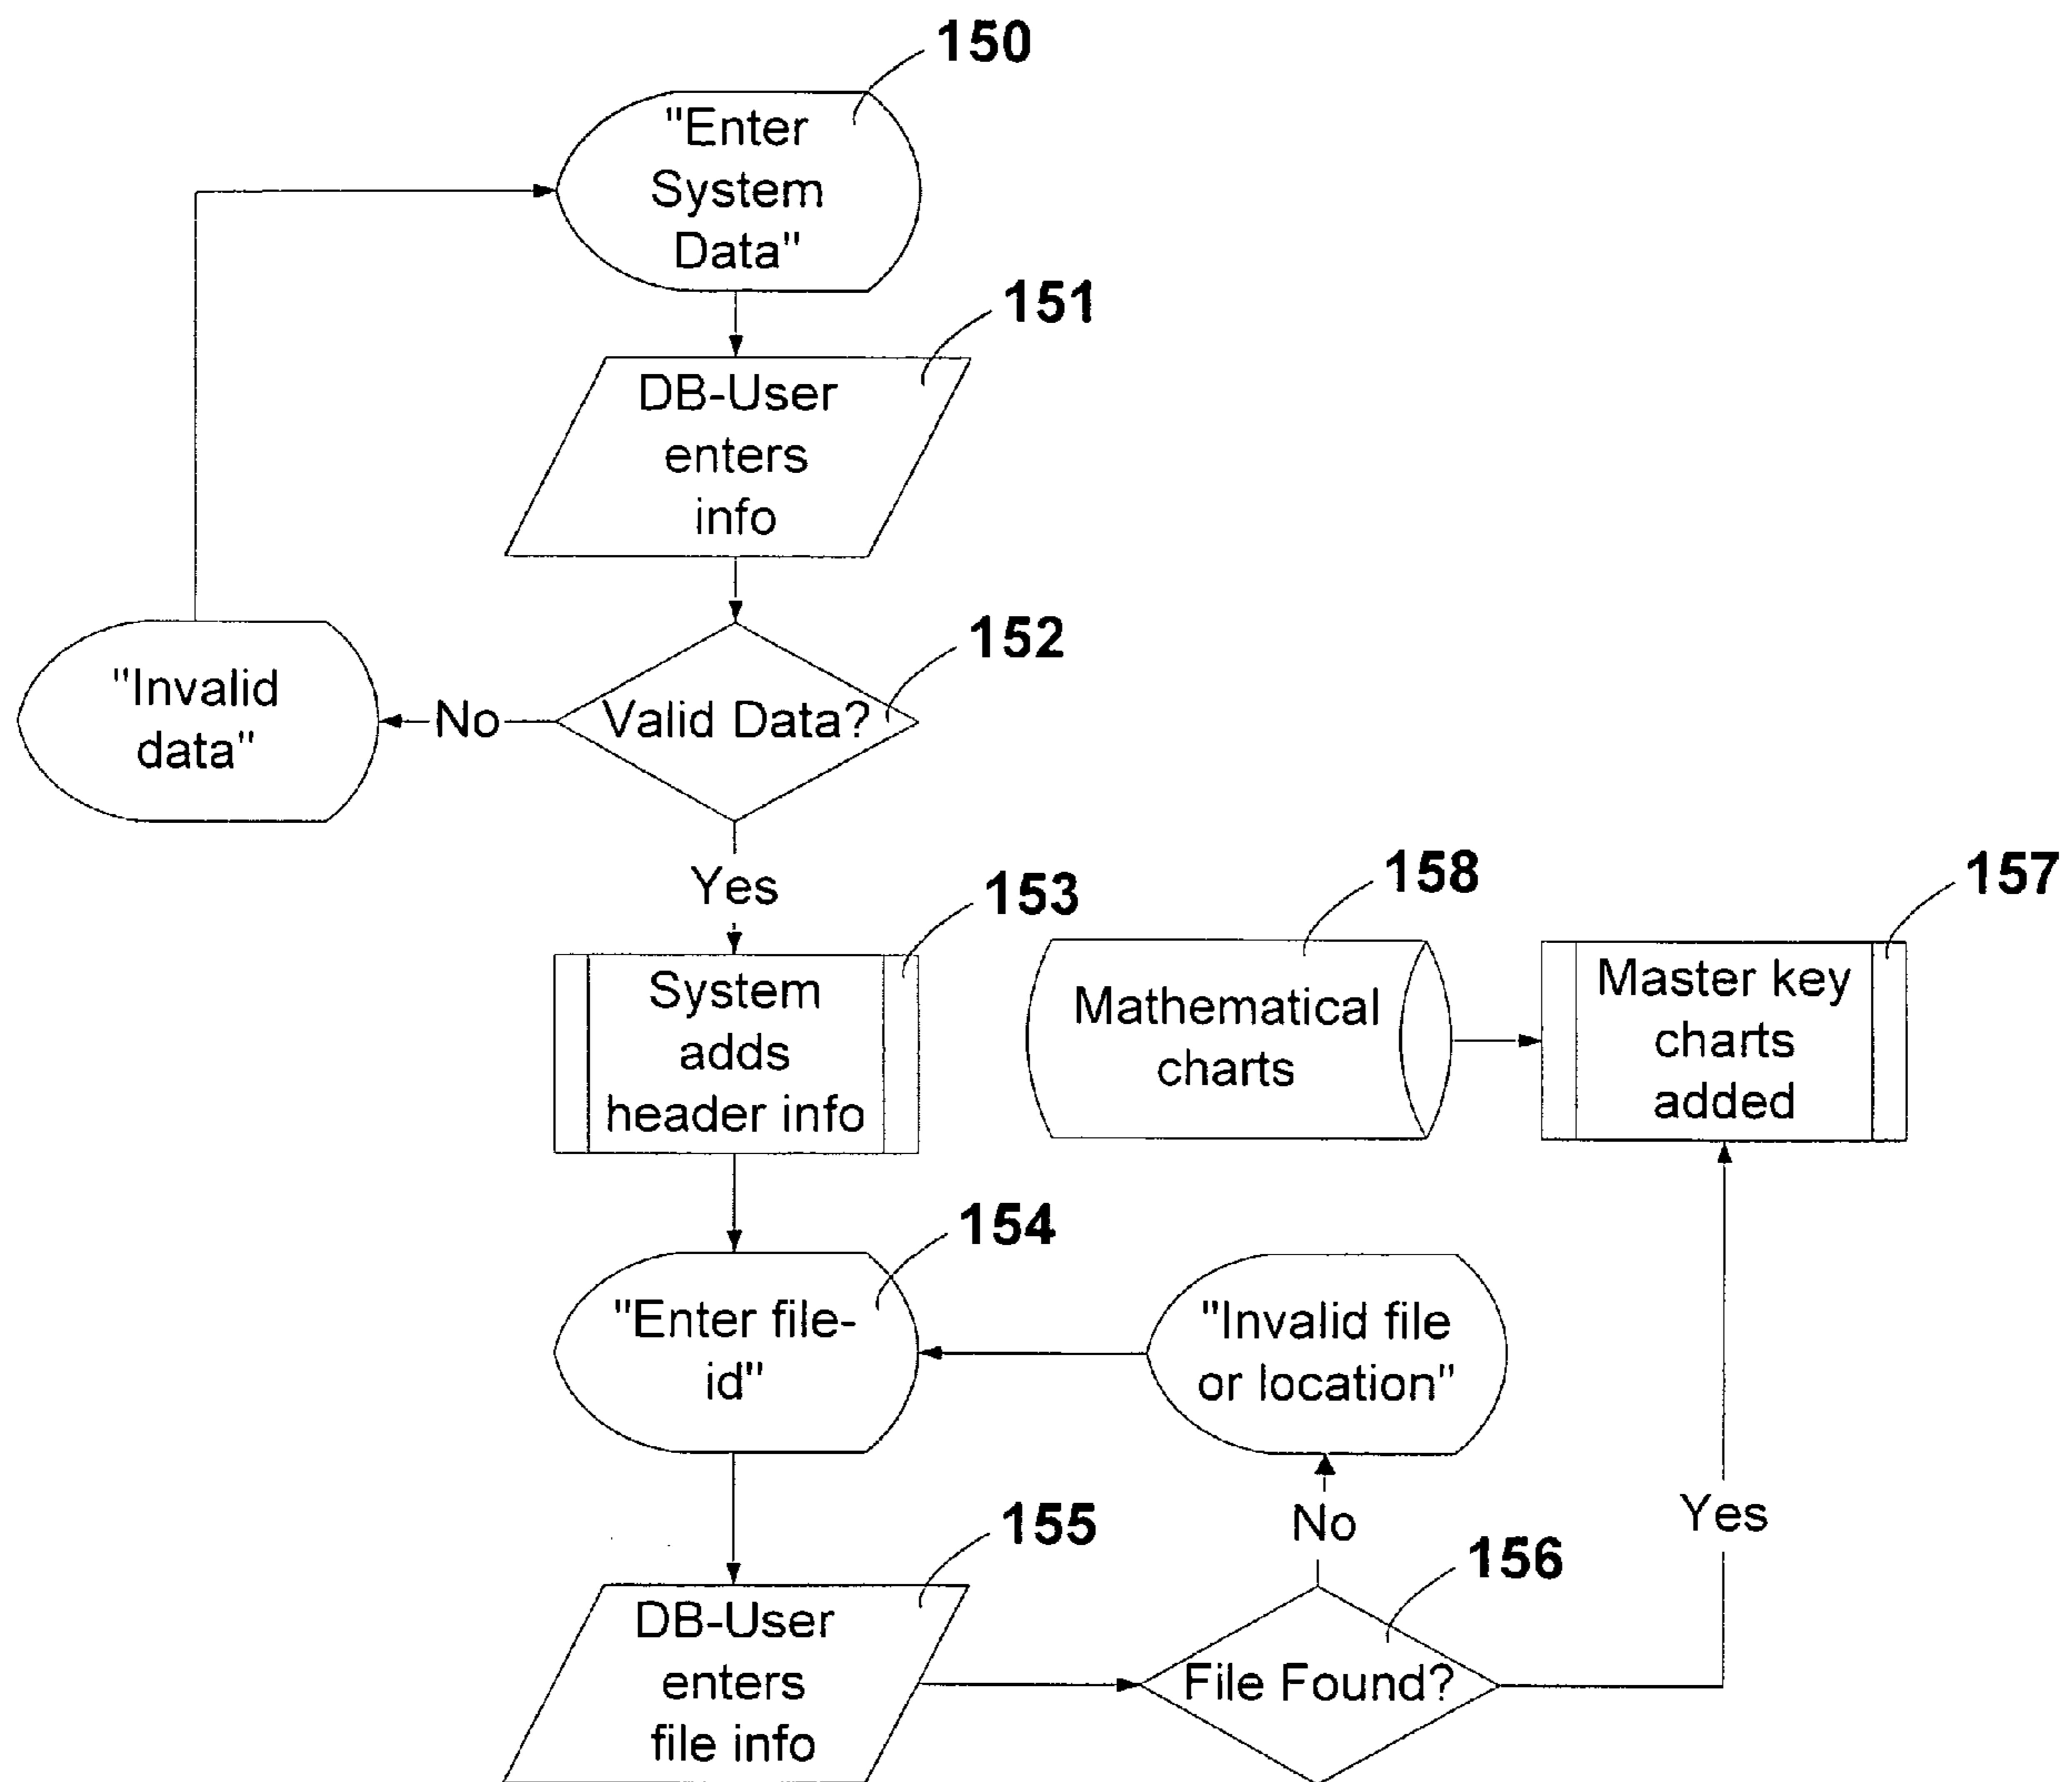 150
"Enter
System
Data"
151
DB-User
enters
info
152
"Invalid
data"
No
Valid Data?
Yes
153
System
adds
header info
158
Mathematical
charts
157
Master key
charts
added
154
"Enter file-
id"
"Invalid file
or location"
155
DB-User
enters
file info
No
156
File Found?
Yes